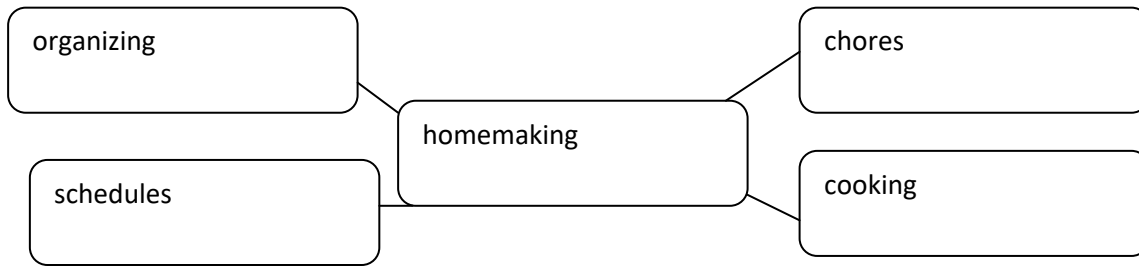 organizing
chores
homemaking
schedules
cooking